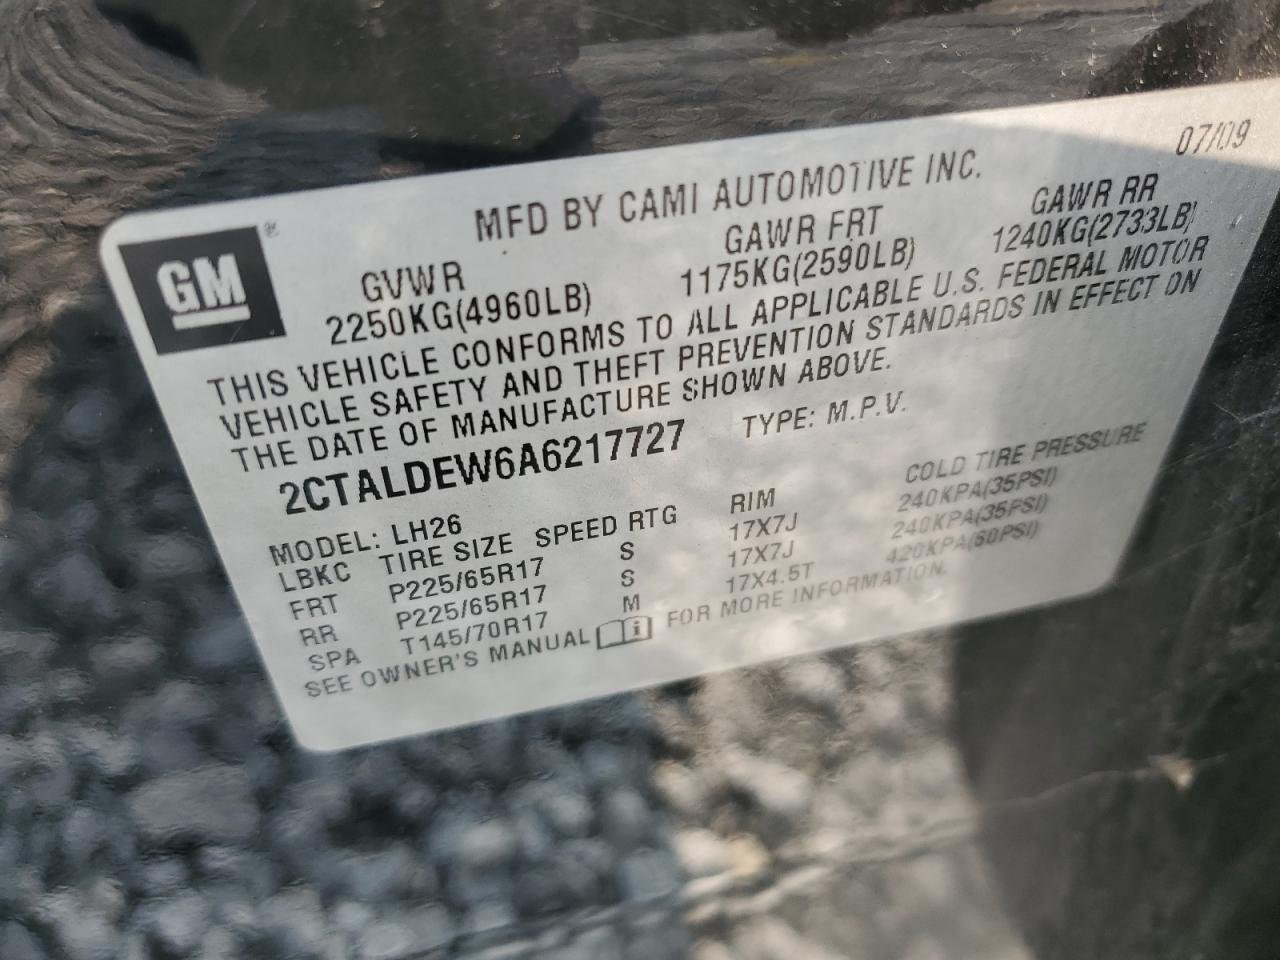 07/09
MFD BY CAMI AUTOMOTIVE INC.
GM ®
GVWR GAWR FRT GAWR RR
2250KG(4960LB) 1175KG(2590LB) 1240KG(2733LB)
THIS VEHICLE CONFORMS TO ALL APPLICABLE U.S. FEDERAL MOTOR
VEHICLE SAFETY AND THEFT PREVENTION STANDARDS IN EFFECT ON
THE DATE OF MANUFACTURE SHOWN ABOVE.
2CTALDEW6A6217727 TYPE: M.P.V.
MODEL: LH26
LBKC TIRE SIZE SPEED RTG RIM COLD TIRE PRESSURE
FRT P225/65R17 S 17X7J 240KPA(35PSI)
RR P225/65R17 S 17X7J 240KPA(35PSI)
SPA T145/70R17 M 17X4.5T 420KPA(60PSI)
SEE OWNER'S MANUAL FOR MORE INFORMATION.